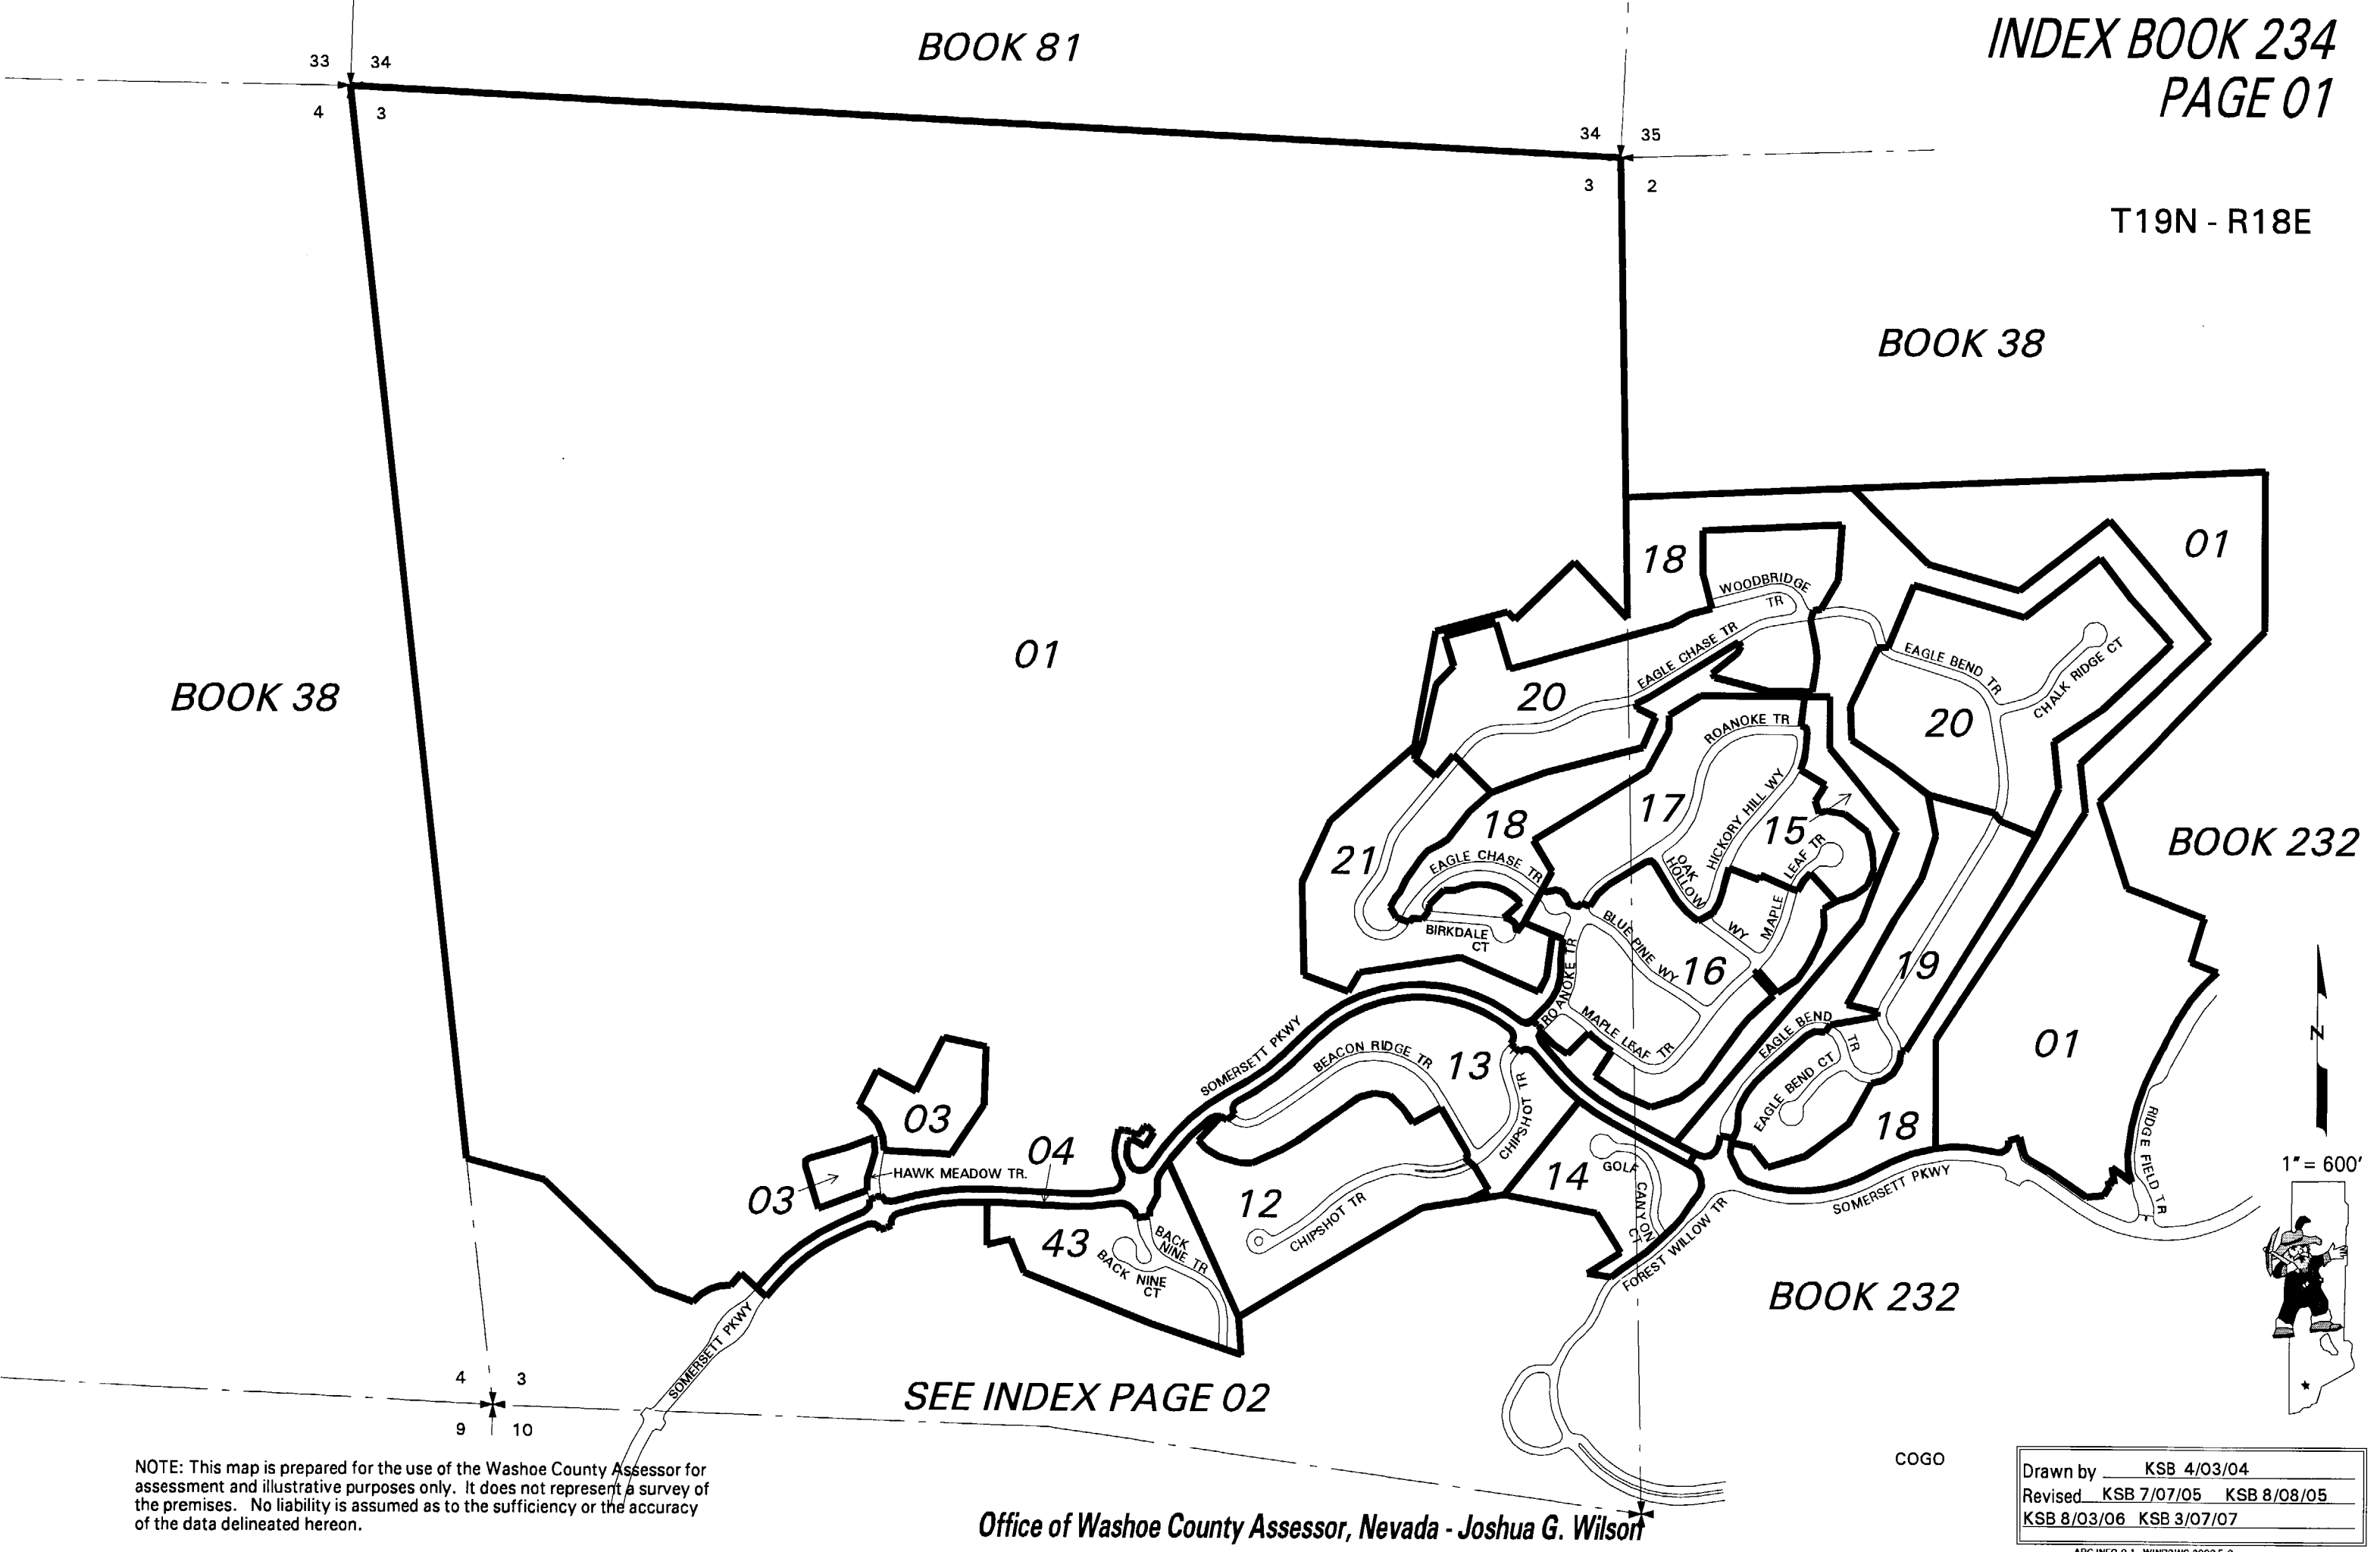 INDEX BOOK 234
PAGE 01
BOOK 81
33 34
4 3
34 35
3 2
T19N - R18E
BOOK 38
01
18
WOODBRIDGE
TR
EAGLE CHASE TR
EAGLE BEND TR
CHALK RIDGE CT
01
BOOK 38
20
20
ROANOKE TR
17
HICKORY HILL WY
15
18
21
EAGLE CHASE TR
OAK
HOLLOW
WY
LEAF TR
MAPLE
BOOK 232
BIRKDALE
CT
BLUE PINE WY
16
19
ROANOKE TR
MAPLE LEAF TR
EAGLE BEND
TR
EAGLE BEND CT
01
N
SOMERSETT PKWY
BEACON RIDGE TR
13
CHIPSHOT TR
03
04
HAWK MEADOW TR.
03
18
RIDGE FIELD TR
1"= 600'
14
GOLF
CANYON
CT
12
CHIPSHOT TR
SOMERSETT PKWY
FOREST WILLOW TR
43
BACK
NINE TR
BACK NINE
CT
BOOK 232
SOMERSETT PKWY
4 3
9 10
SEE INDEX PAGE 02
NOTE: This map is prepared for the use of the Washoe County Assessor for
assessment and illustrative purposes only. It does not represent a survey of
the premises. No liability is assumed as to the sufficiency or the accuracy
of the data delineated hereon.
Office of Washoe County Assessor, Nevada - Joshua G. Wilson
COGO
Drawn by KSB 4/03/04
Revised KSB 7/07/05 KSB 8/08/05
KSB 8/03/06 KSB 3/07/07